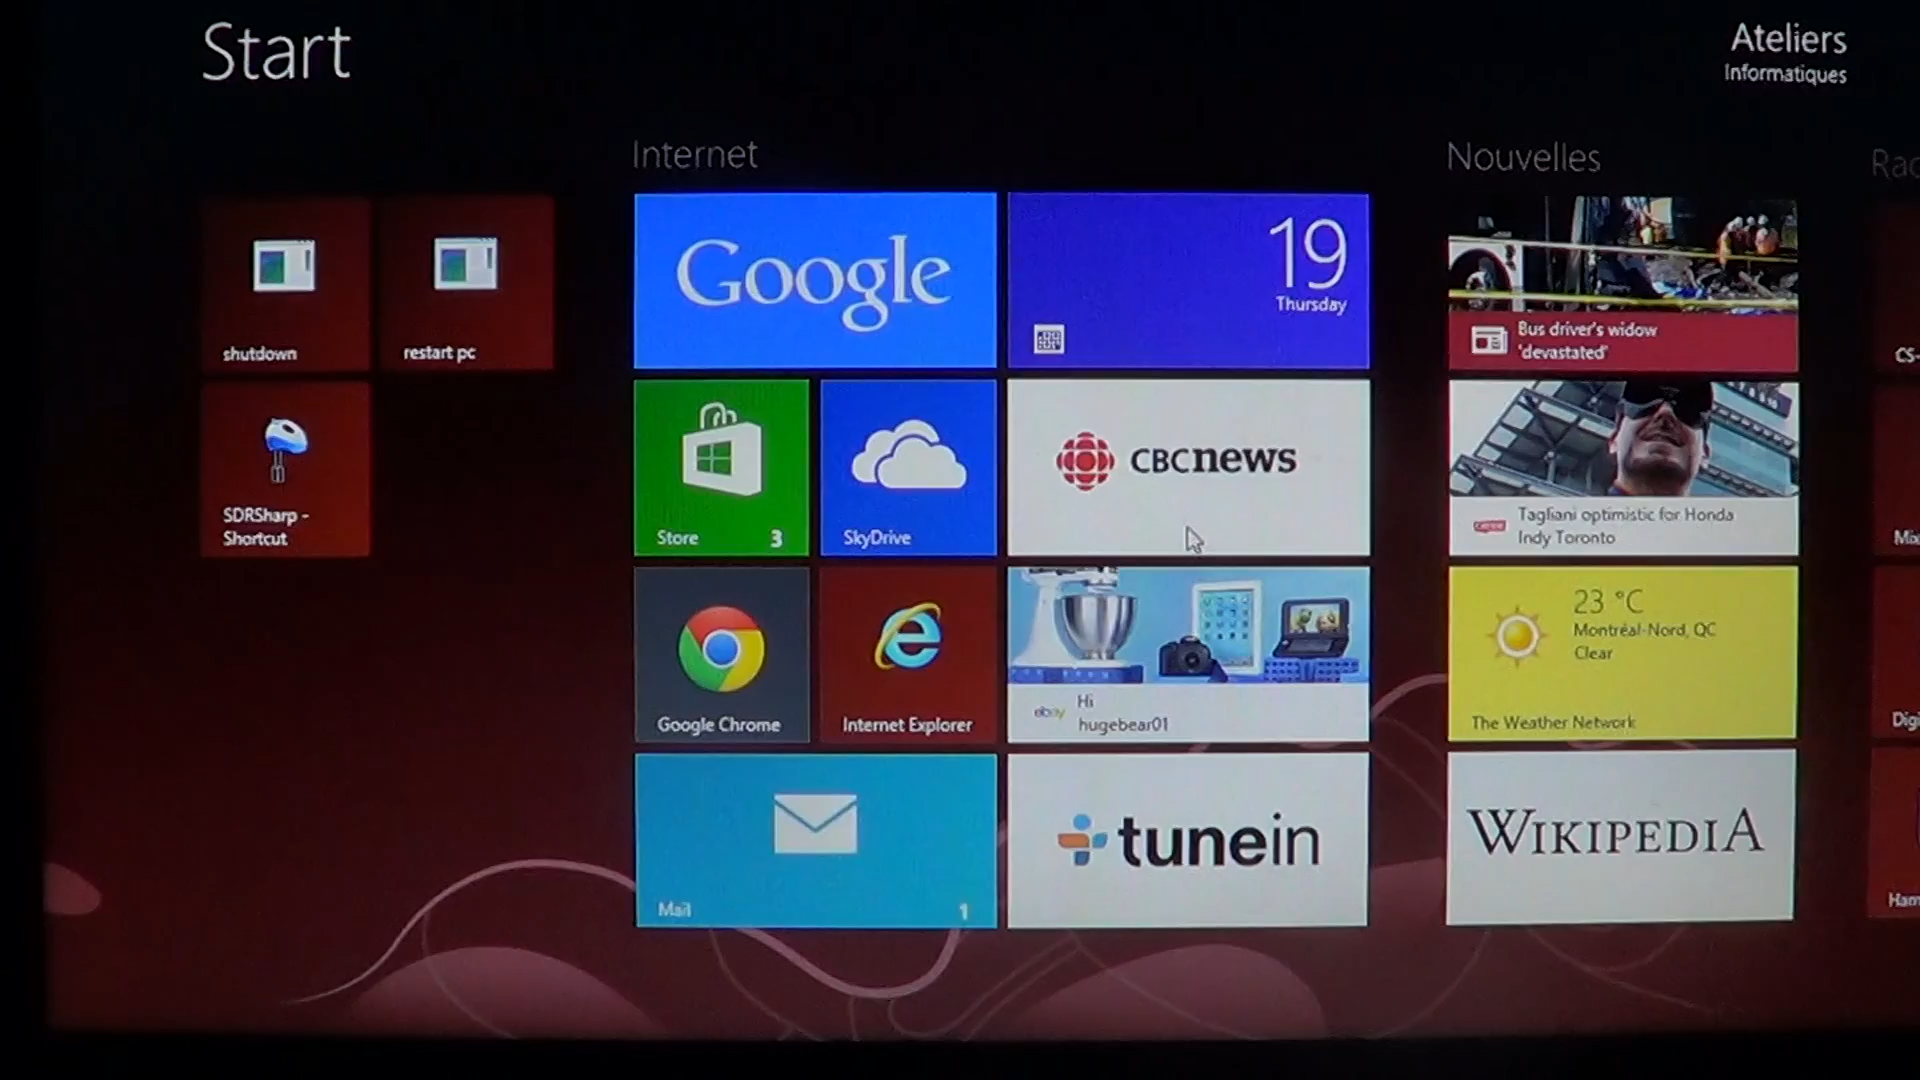 Start
Ateliers
Informatiques
Internet
Nouvelles
shutdown
restart pc
SDRSharp -
Shortcut
Google
19
Thursday
Store 3
SkyDrive
CBCnews
Google Chrome
Internet Explorer
ebay
Hi
hugebear01
Mail 1
tunein
Bus driver's widow
'devastated'
Tagliani optimistic for Honda
Indy Toronto
23 °C
Montréal-Nord, QC
Clear
The Weather Network
WIKIPEDIA
CS-